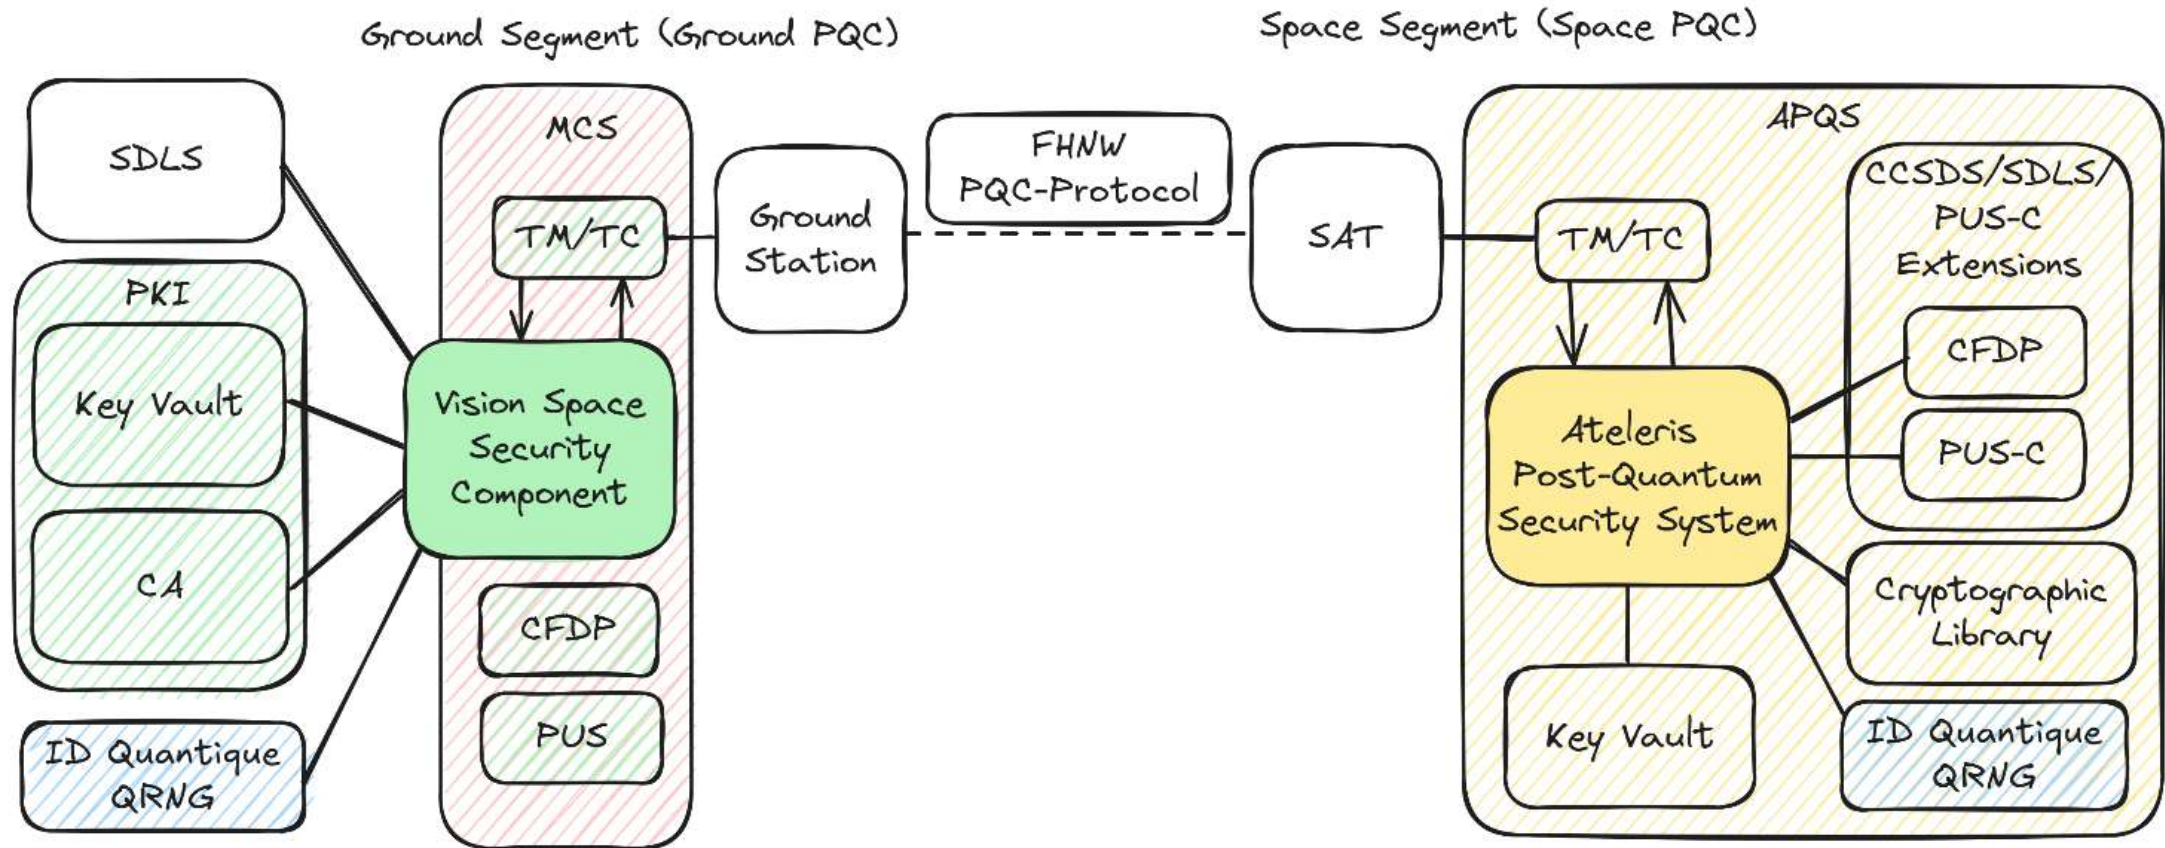 Ground Segment (Ground PQC)
Space Segment (Space PQC)
SDLS
PKI
Key Vault
CA
ID Quantique
QRNG
MCS
TM/TC
Vision Space
Security
Component
CFDP
PUS
Ground
Station
FHNW
PQC-Protocol
SAT
APQS
TM/TC
Ateleris
Post-Quantum
Security System
Key Vault
CCSDS/SDLS/
PUS-C
Extensions
CFDP
PUS-C
Cryptographic
Library
ID Quantique
QRNG